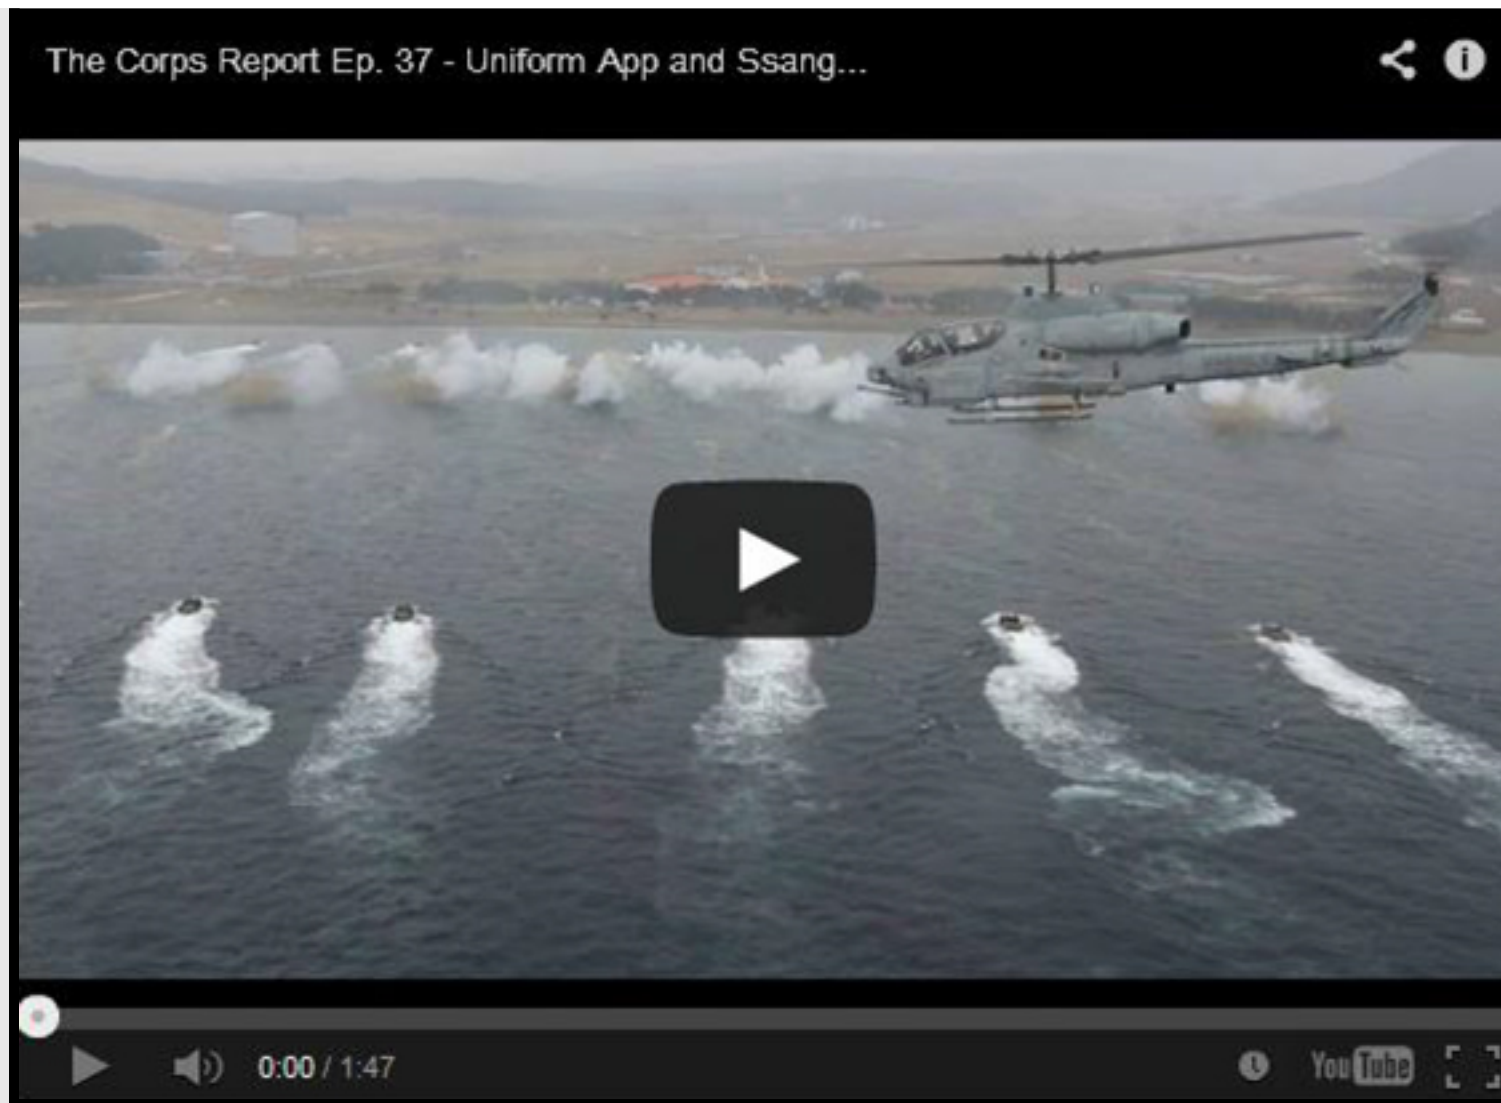 The Corps Report Ep. 37 - Uniform App and Ssang...
0:00 / 1:47
YouTube